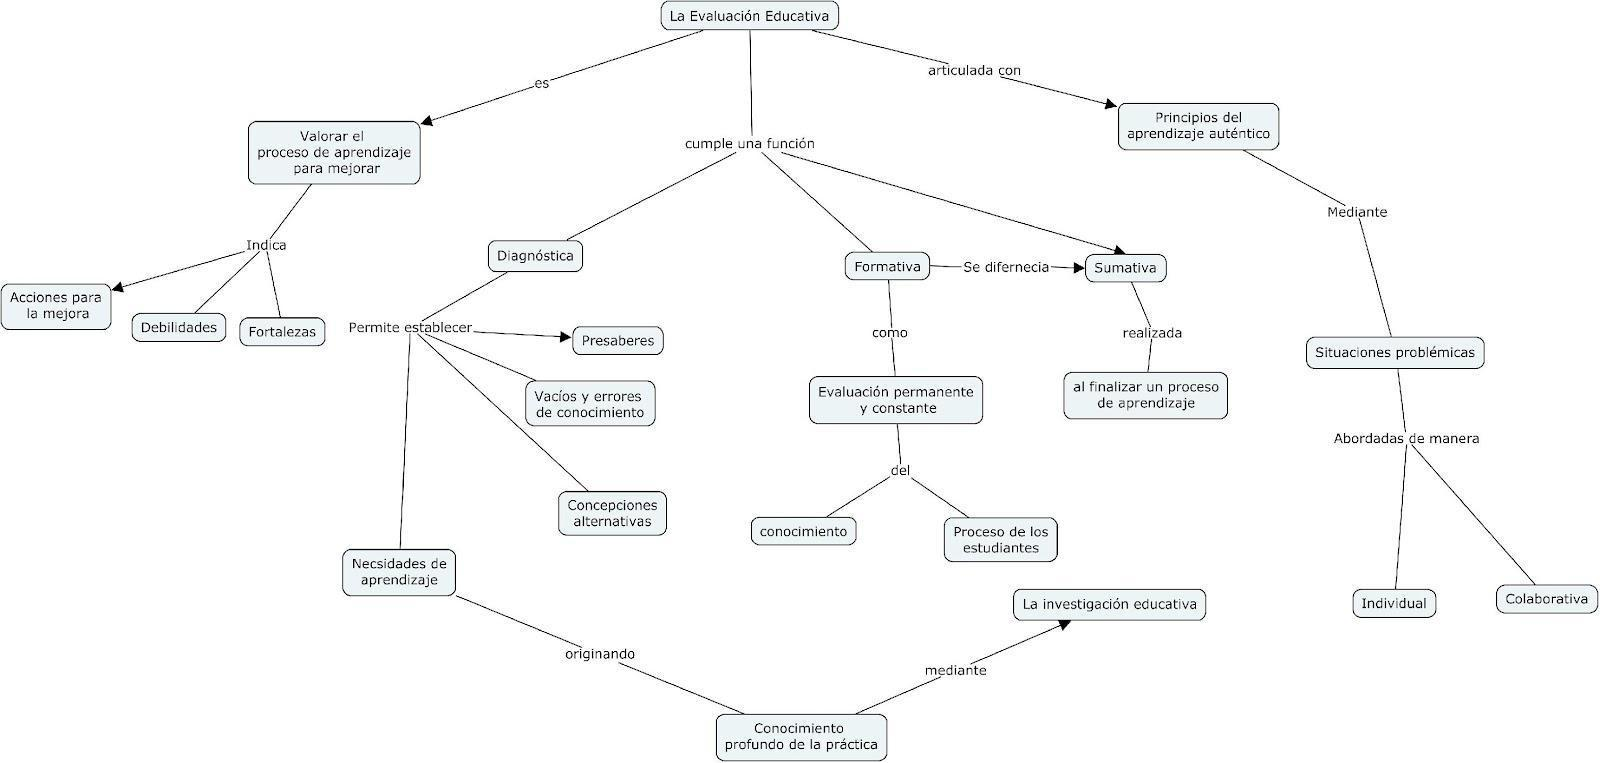 La Evaluación Educativa
es
articulada con
Valorar el
proceso de aprendizaje
para mejorar
cumple una función
Principios del
aprendizaje auténtico
Indica
Mediante
Acciones para
la mejora
Debilidades
Fortalezas
Diagnóstica
Formativa
Se difernecia
Sumativa
Permite establecer
Presaberes
como
realizada
Situaciones problémicas
Vacíos y errores
de conocimiento
Evaluación permanente
y constante
al finalizar un proceso
de aprendizaje
Abordadas de manera
del
Concepciones
alternativas
conocimiento
Proceso de los
estudiantes
Necsidades de
aprendizaje
Individual
Colaborativa
La investigación educativa
originando
mediante
Conocimiento
profundo de la práctica